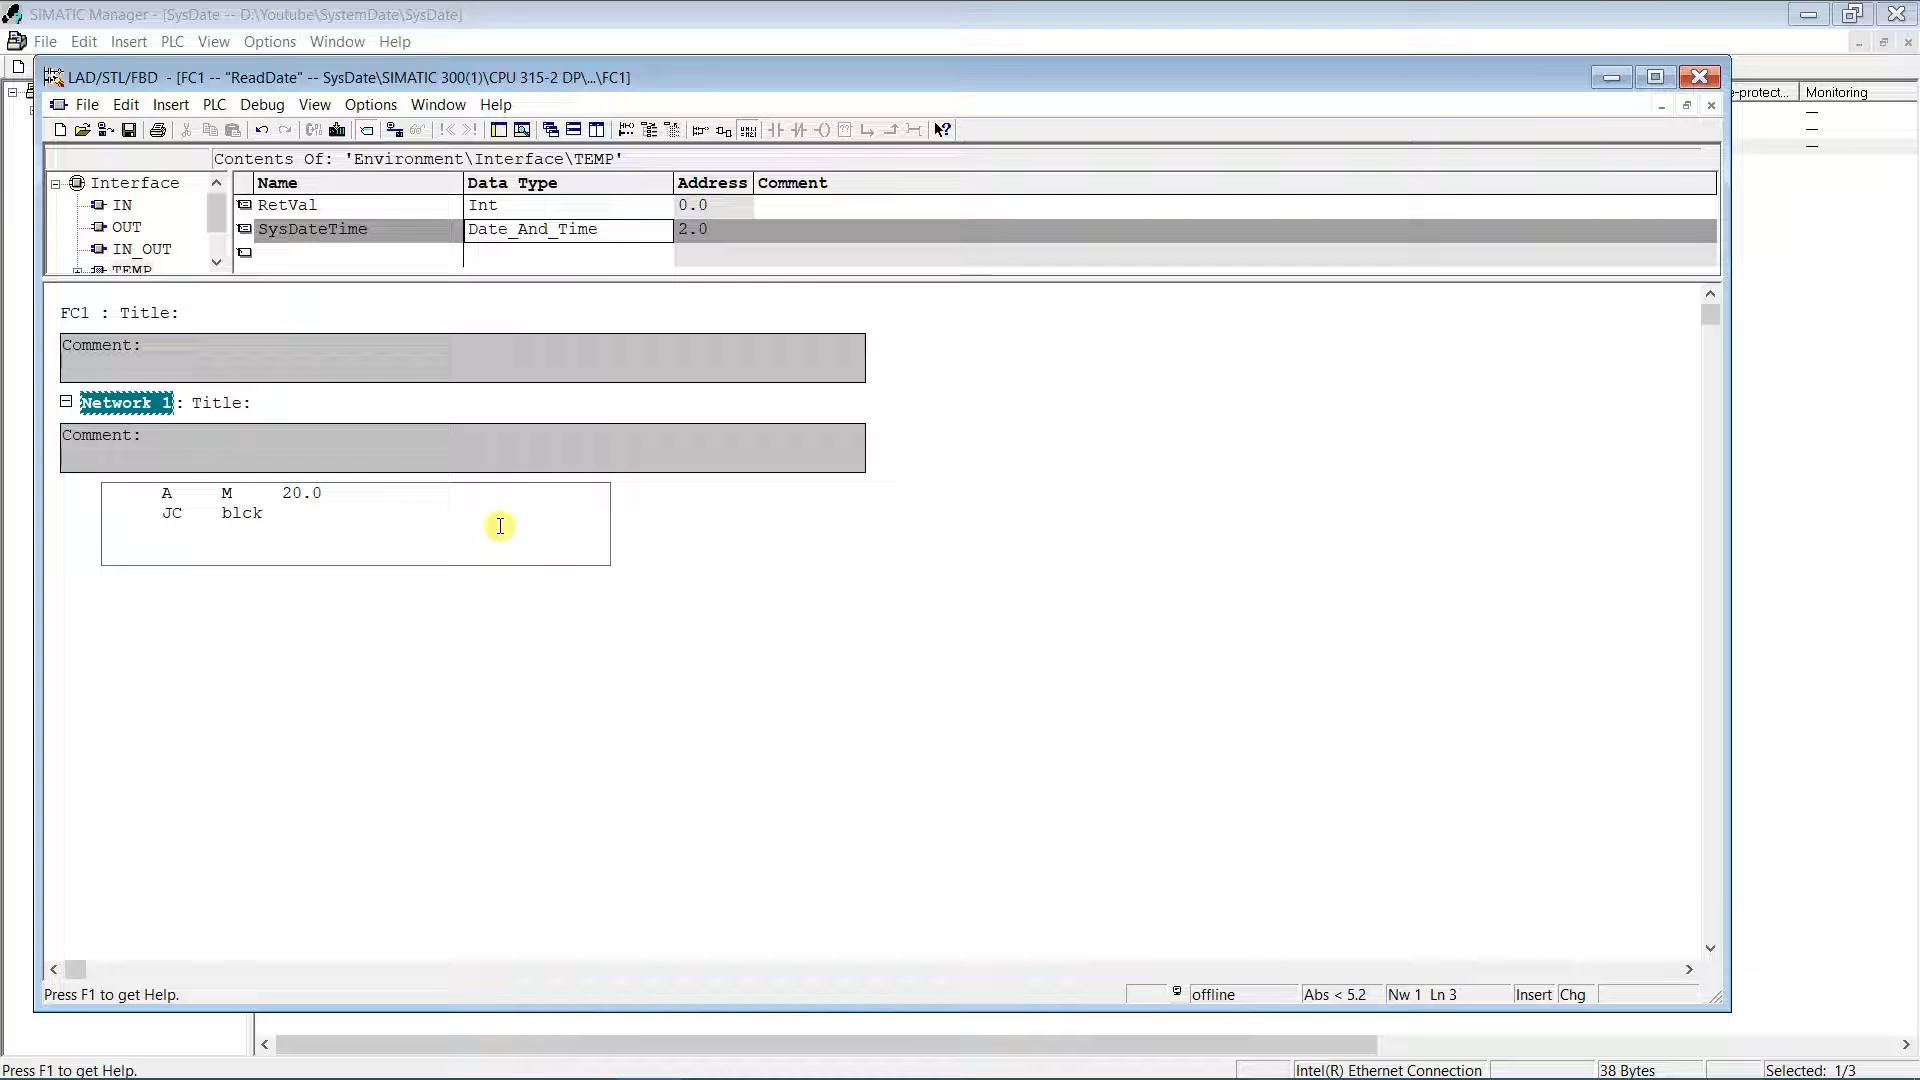 SIMATIC Manager - [SysDate -- D:\Youtube\SystemDate\SysDate]
File Edit Insert PLC View Options Window Help
LAD/STL/FBD - [FC1 -- "ReadDate" -- SysDate\SIMATIC 300(1)\CPU 315-2 DP\...\FC1]
-protect... Monitoring
File Edit Insert PLC Debug View Options Window Help
Contents Of: 'Environment\Interface\TEMP'
Interface
IN
OUT
IN_OUT
TEMP
Name Data Type Address Comment
RetVal Int 0.0
SysDateTime Date_And_Time 2.0
FC1 : Title:
Comment:
Network 1: Title:
Comment:
A M 20.0
JC blck
Press F1 to get Help.
offline Abs < 5.2 Nw 1 Ln 3 Insert Chg
Press F1 to get Help.
Intel(R) Ethernet Connection 38 Bytes Selected: 1/3